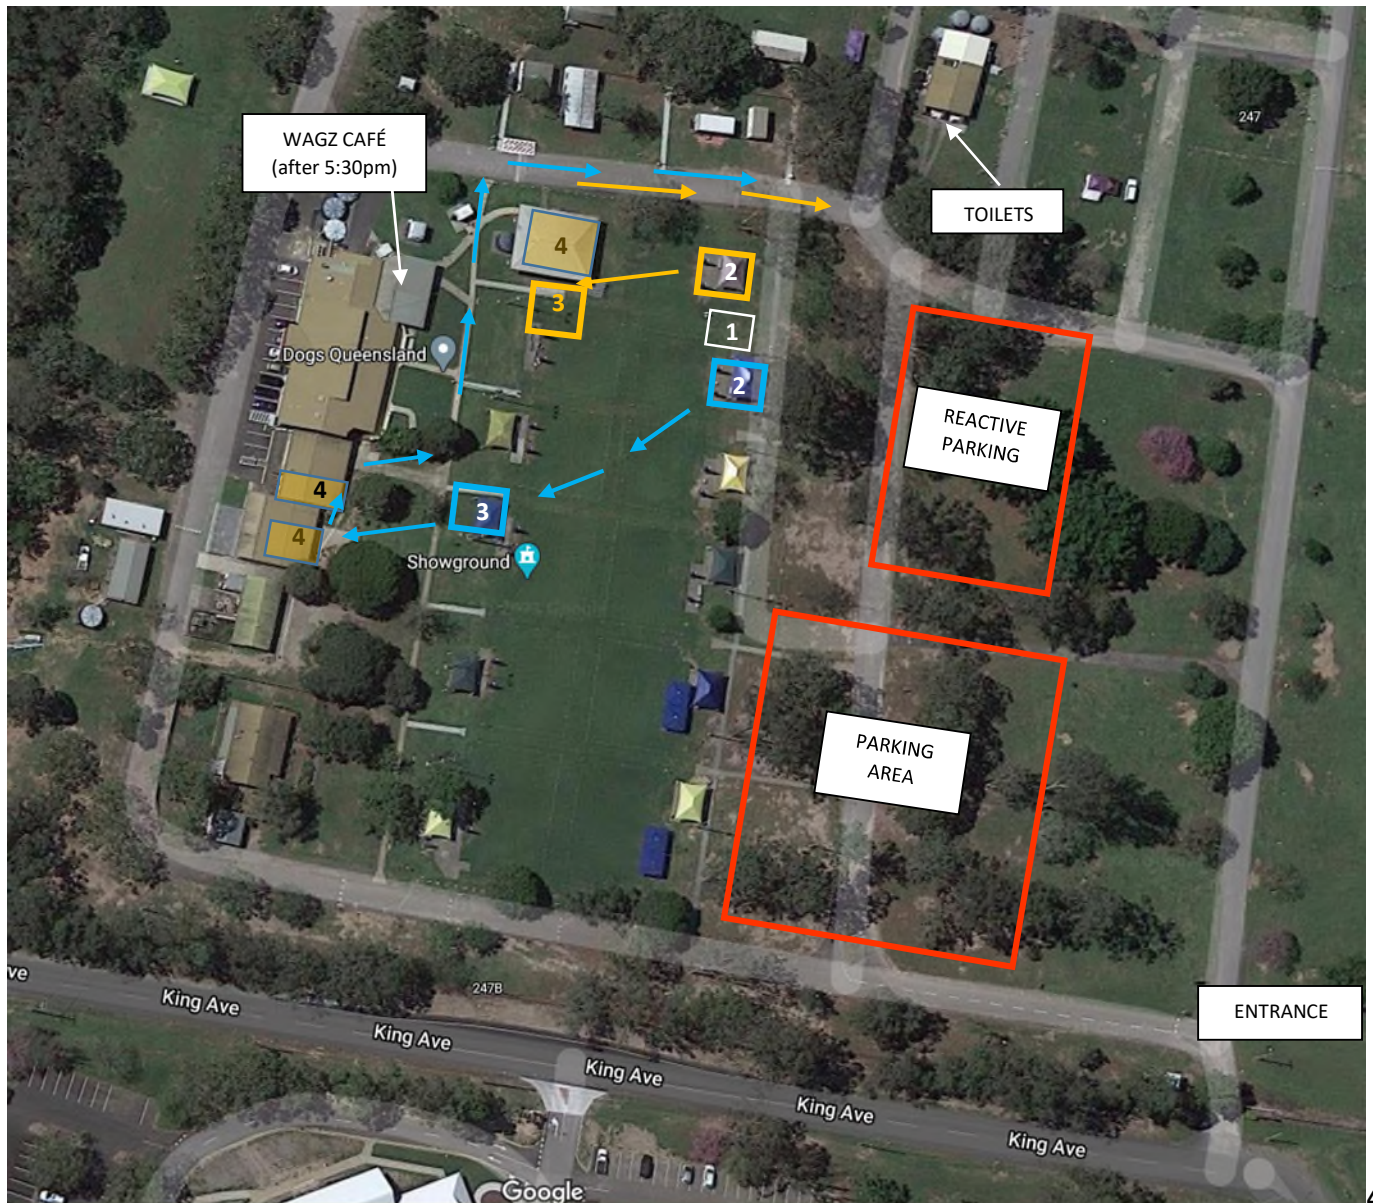 247
WAGZ CAFÉ
(after 5:30pm)
TOILETS
4
2
3
1
Dogs Queensland
2
REACTIVE
PARKING
4
3
4
Showground
PARKING
AREA
247B
King Ave
King Ave
King Ave
King Ave
King Ave
ve
ENTRANCE
Google